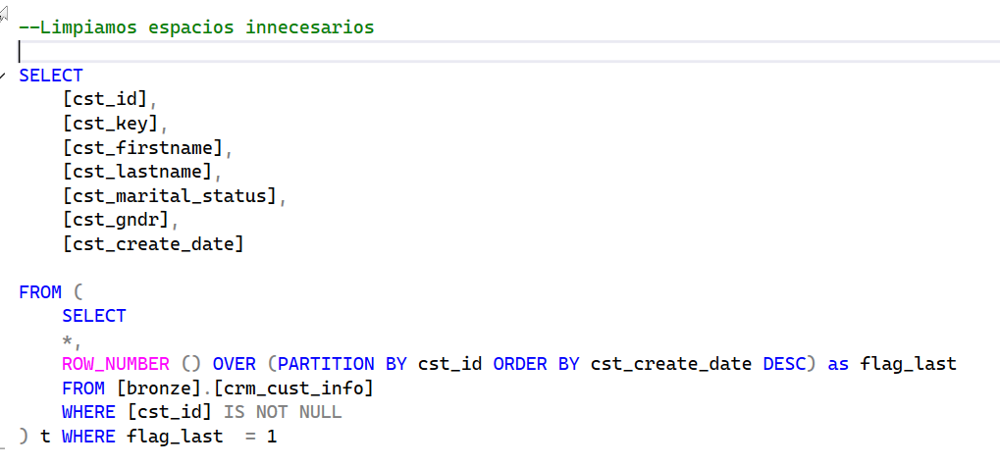 --Limpiamos espacios innecesarios
SELECT
[cst_id],
[cst_key],
[cst_firstname],
[cst_lastname],
[cst_marital_status],
[cst_gndr],
[cst_create_date]
FROM (
SELECT
*,
ROW_NUMBER () OVER (PARTITION BY cst_id ORDER BY cst_create_date DESC) as flag_last
FROM [bronze].[crm_cust_info]
WHERE [cst_id] IS NOT NULL
) t WHERE flag_last  = 1